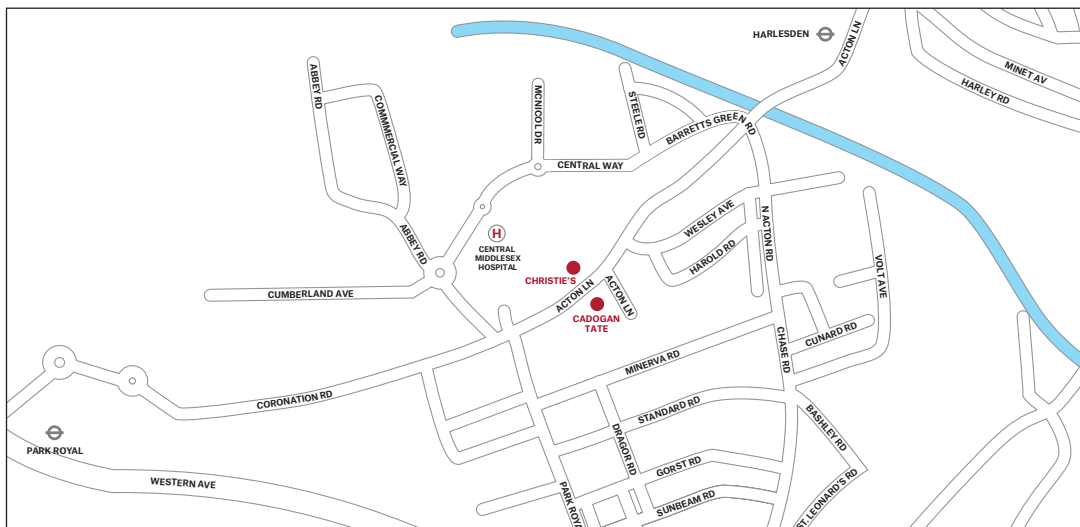 HARLESDEN
ACTON LN
MINET AV
HARLEY RD
ABBEY RD
COMMMERCIAL WAY
MCNICOL DR
STEELE RD
BARRETTS GREEN RD
CENTRAL WAY
H
CENTRAL
MIDDLESEX
HOSPITAL
ABBEY RD
WESLEY AVE
HAROLD RD
N ACTON RD
VOLT AVE
CHRISTIE'S
ACTON LN
ACTON LN
CADOGAN
TATE
CUMBERLAND AVE
MINERVA RD
CHASE RD
CUNARD RD
CORONATION RD
STANDARD RD
BASHLEY RD
DRAGOR RD
PARK ROYAL
GORST RD
WESTERN AVE
SUNBEAM RD
PARK ROYA
ST. LEONARD'S RD